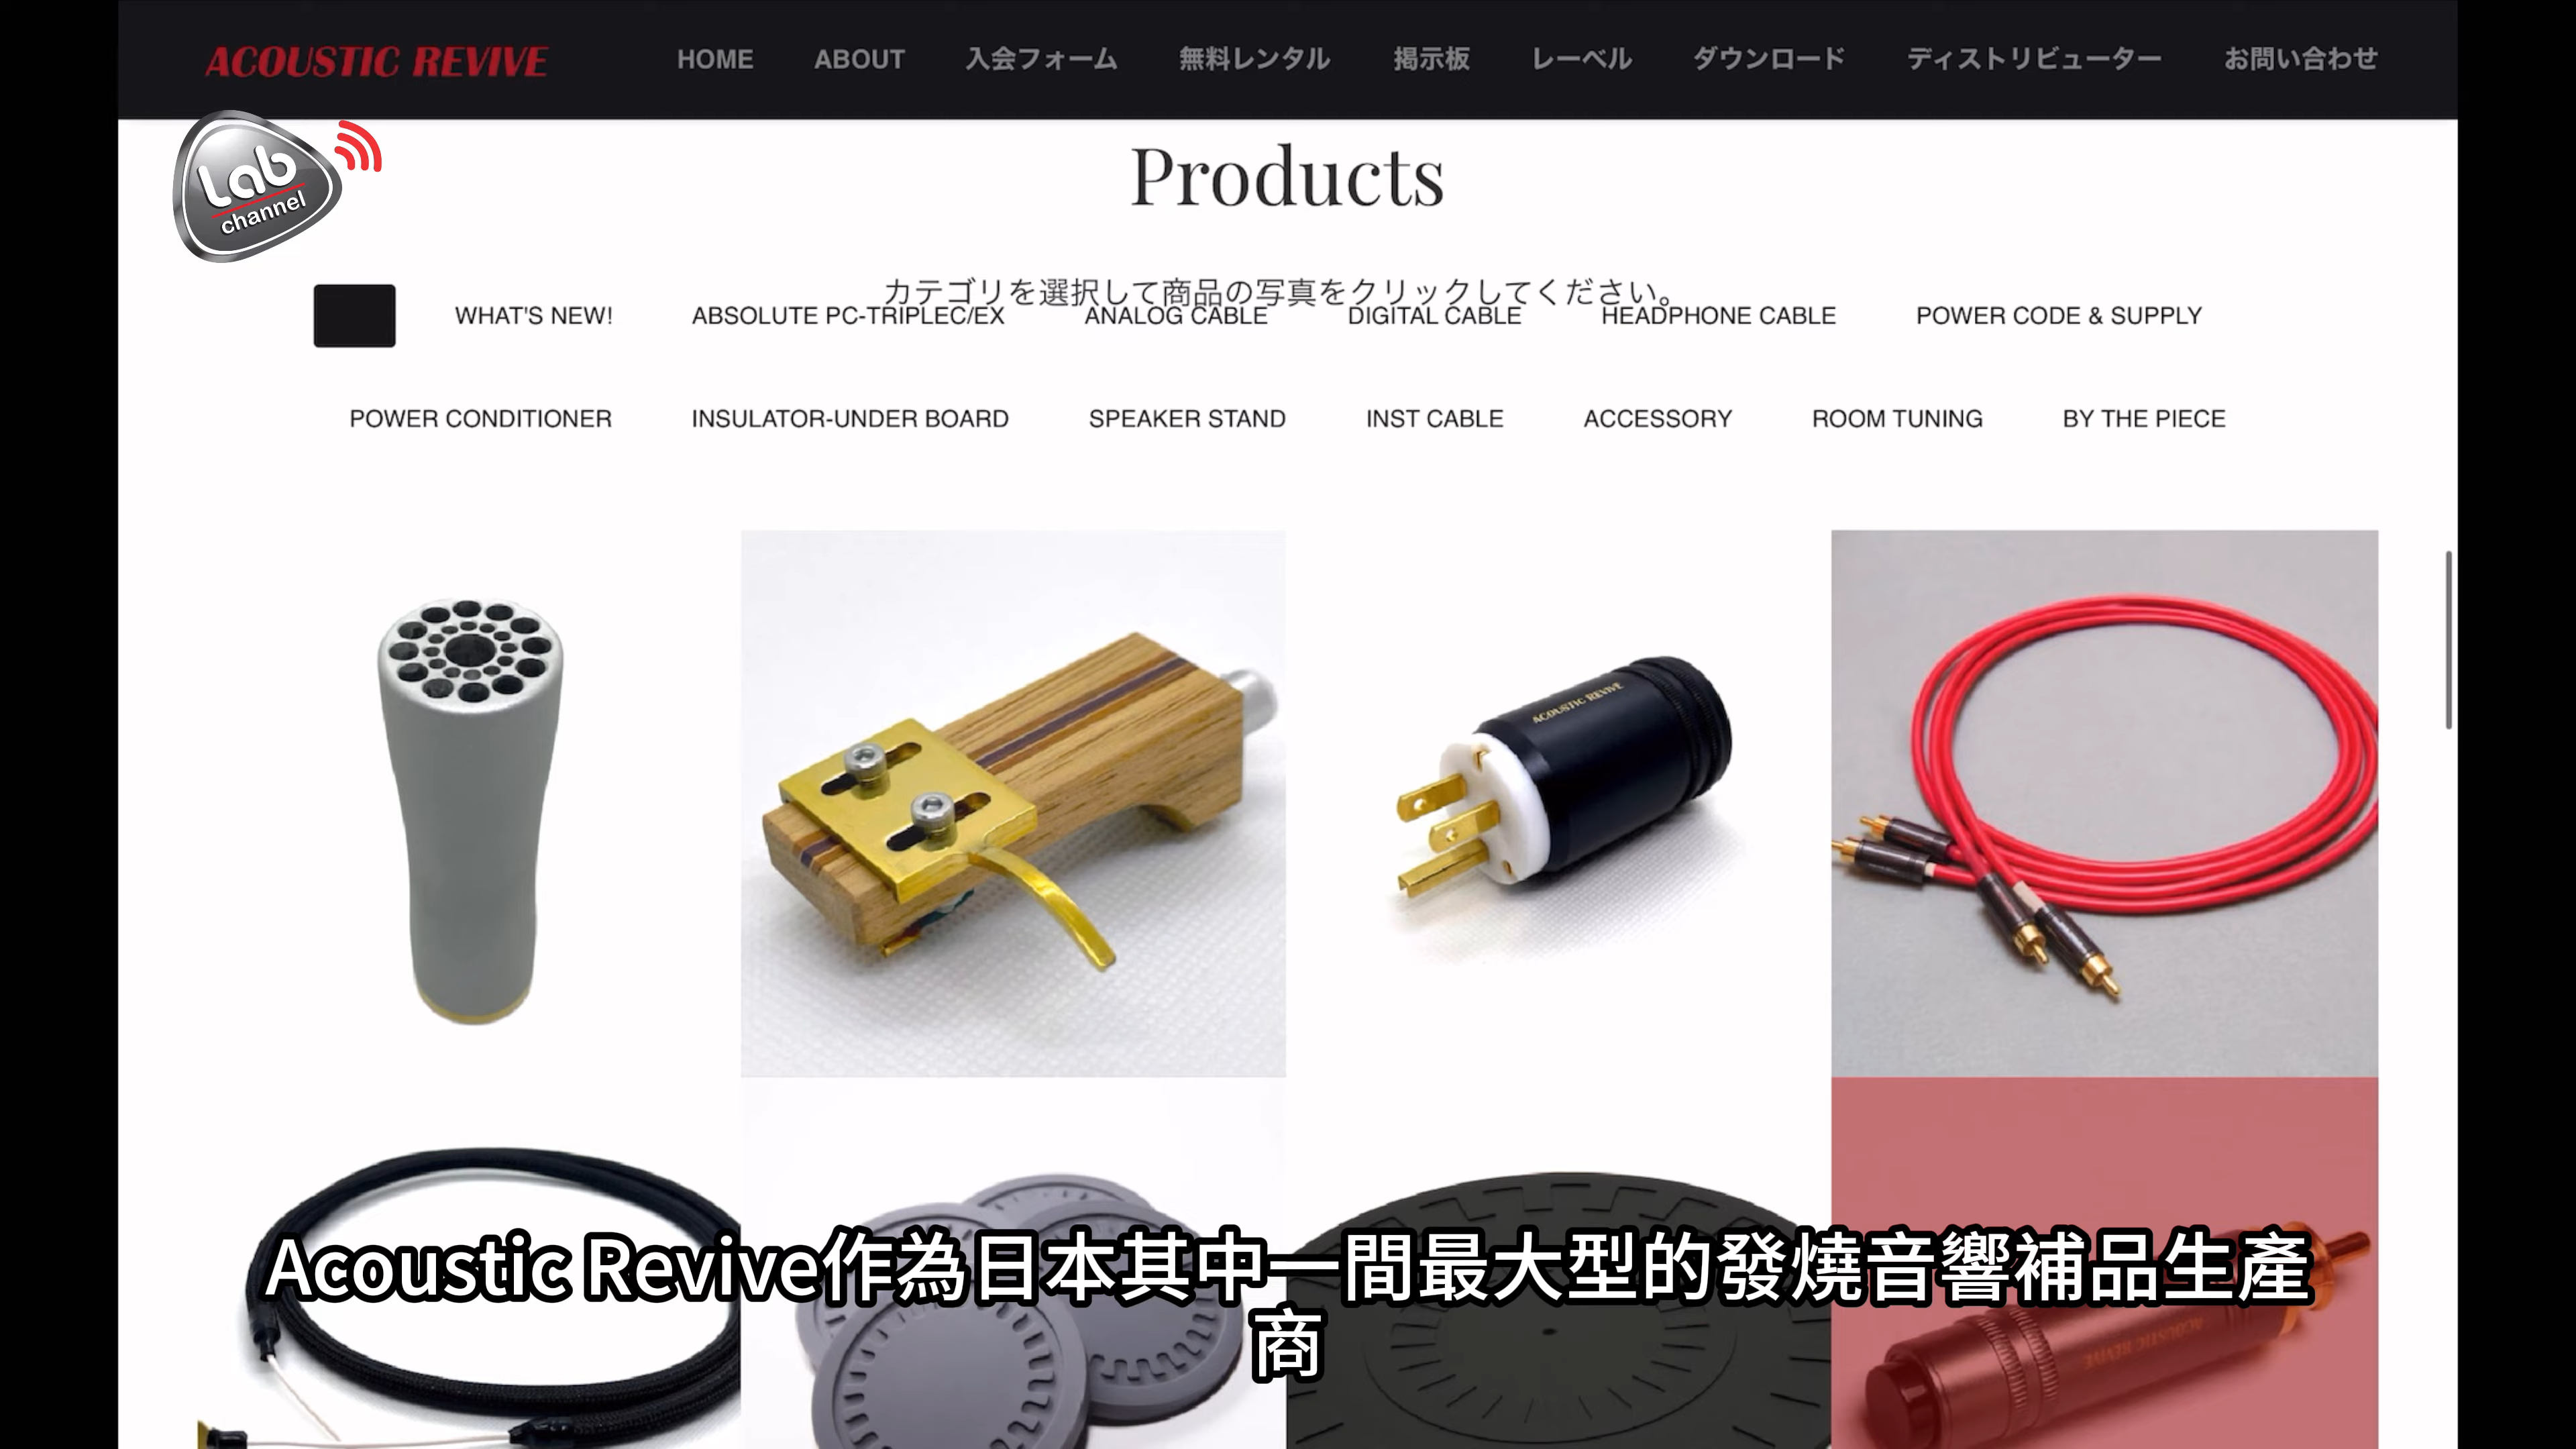 ACOUSTIC REVIVE HOME ABOUT 入会フォーム 無料レンタル 掲示板 レーベル ダウンロード ディストリビューター お問い合わせ
Lab
channel
Products
カテゴリを選択して商品の写真をクリックしてください。
WHAT'S NEW! ABSOLUTE PC-TRIPLEC/EX ANALOG CABLE DIGITAL CABLE HEADPHONE CABLE POWER CODE & SUPPLY
POWER CONDITIONER INSULATOR-UNDER BOARD SPEAKER STAND INST CABLE ACCESSORY ROOM TUNING BY THE PIECE
ACOUSTIC REVIVE
Acoustic Revive作為日本其中一間最大型的發燒音響補品生產
商
ACOUSTIC REVIVE